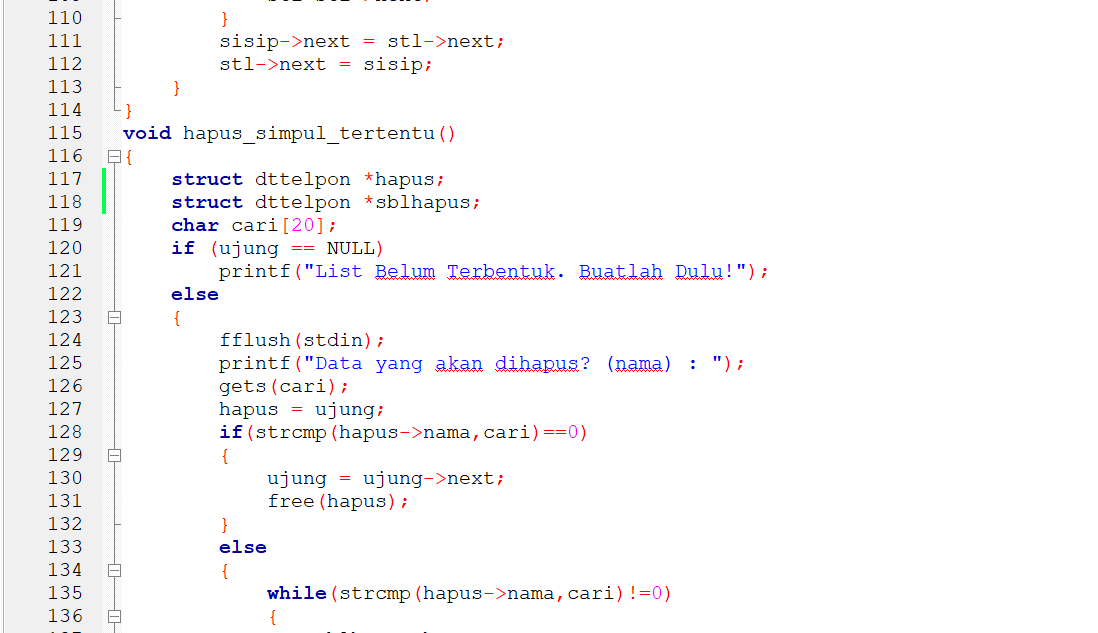 110 }
111 sisip->next = stl->next;
112 stl->next = sisip;
113 }
114 }
115 void hapus_simpul_tertentu()
116 {
117 struct dttelpon *hapus;
118 struct dttelpon *sblhapus;
119 char cari[20];
120 if (ujung == NULL)
121 printf("List Belum Terbentuk. Buatlah Dulu!");
122 else
123 {
124 fflush(stdin);
125 printf("Data yang akan dihapus? (nama) : ");
126 gets(cari);
127 hapus = ujung;
128 if(strcmp(hapus->nama,cari)==0)
129 {
130 ujung = ujung->next;
131 free(hapus);
132 }
133 else
134 {
135 while(strcmp(hapus->nama,cari)!=0)
136 {